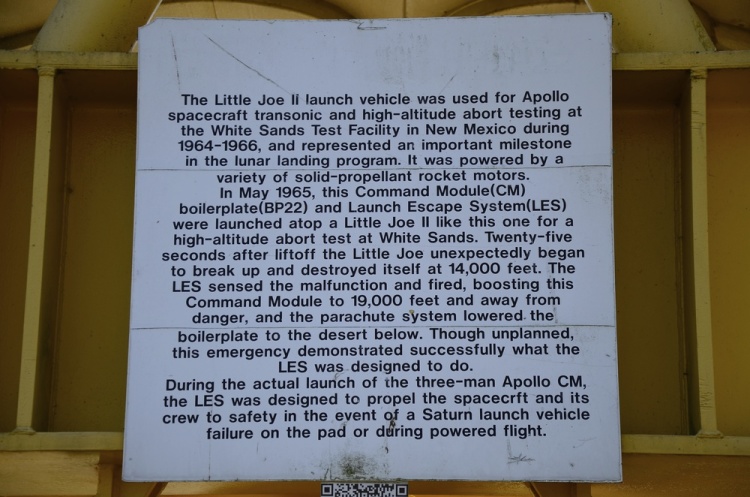 The Little Joe II launch vehicle was used for Apollo
spacecraft transonic and high-altitude abort testing at
the White Sands Test Facility in New Mexico during
1964-1966, and represented an important milestone
in the lunar landing program. It was powered by a
variety of solid-propellant rocket motors.
In May 1965, this Command Module(CM)
boilerplate(BP22) and Launch Escape System(LES)
were launched atop a Little Joe II like this one for a
high-altitude abort test at White Sands. Twenty-five
seconds after liftoff the Little Joe unexpectedly began
to break up and destroyed itself at 14,000 feet. The
LES sensed the malfunction and fired, boosting this
Command Module to 19,000 feet and away from
danger, and the parachute system lowered the
boilerplate to the desert below. Though unplanned,
this emergency demonstrated successfully what the
LES was designed to do.
During the actual launch of the three-man Apollo CM,
the LES was designed to propel the spacecrft and its
crew to safety in the event of a Saturn launch vehicle
failure on the pad or during powered flight.